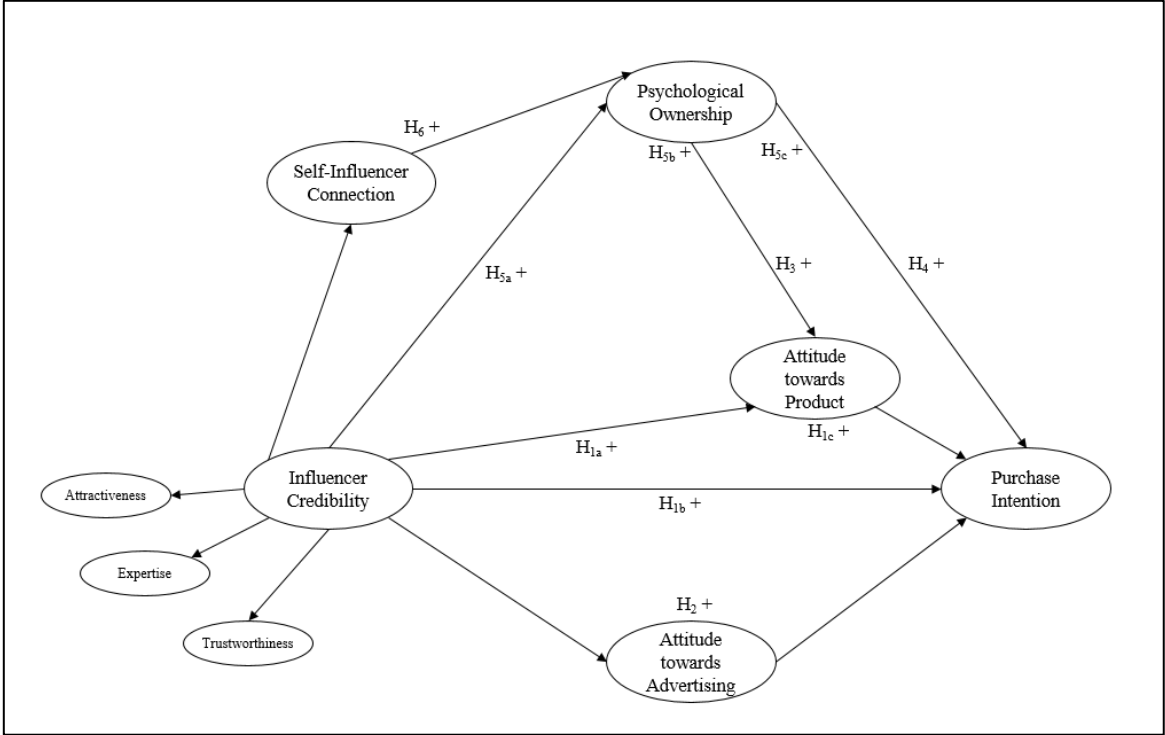 Psychological
Ownership
H₆ +
H₅b +
H₅c +
Self-Influencer
Connection
H₅ₐ +
H₃ +
H₄ +
Attitude
towards
Product
H₁c +
H₁ₐ +
Influencer
Credibility
Purchase
Intention
Attractiveness
H₁b +
Expertise
H₂ +
Trustworthiness
Attitude
towards
Advertising